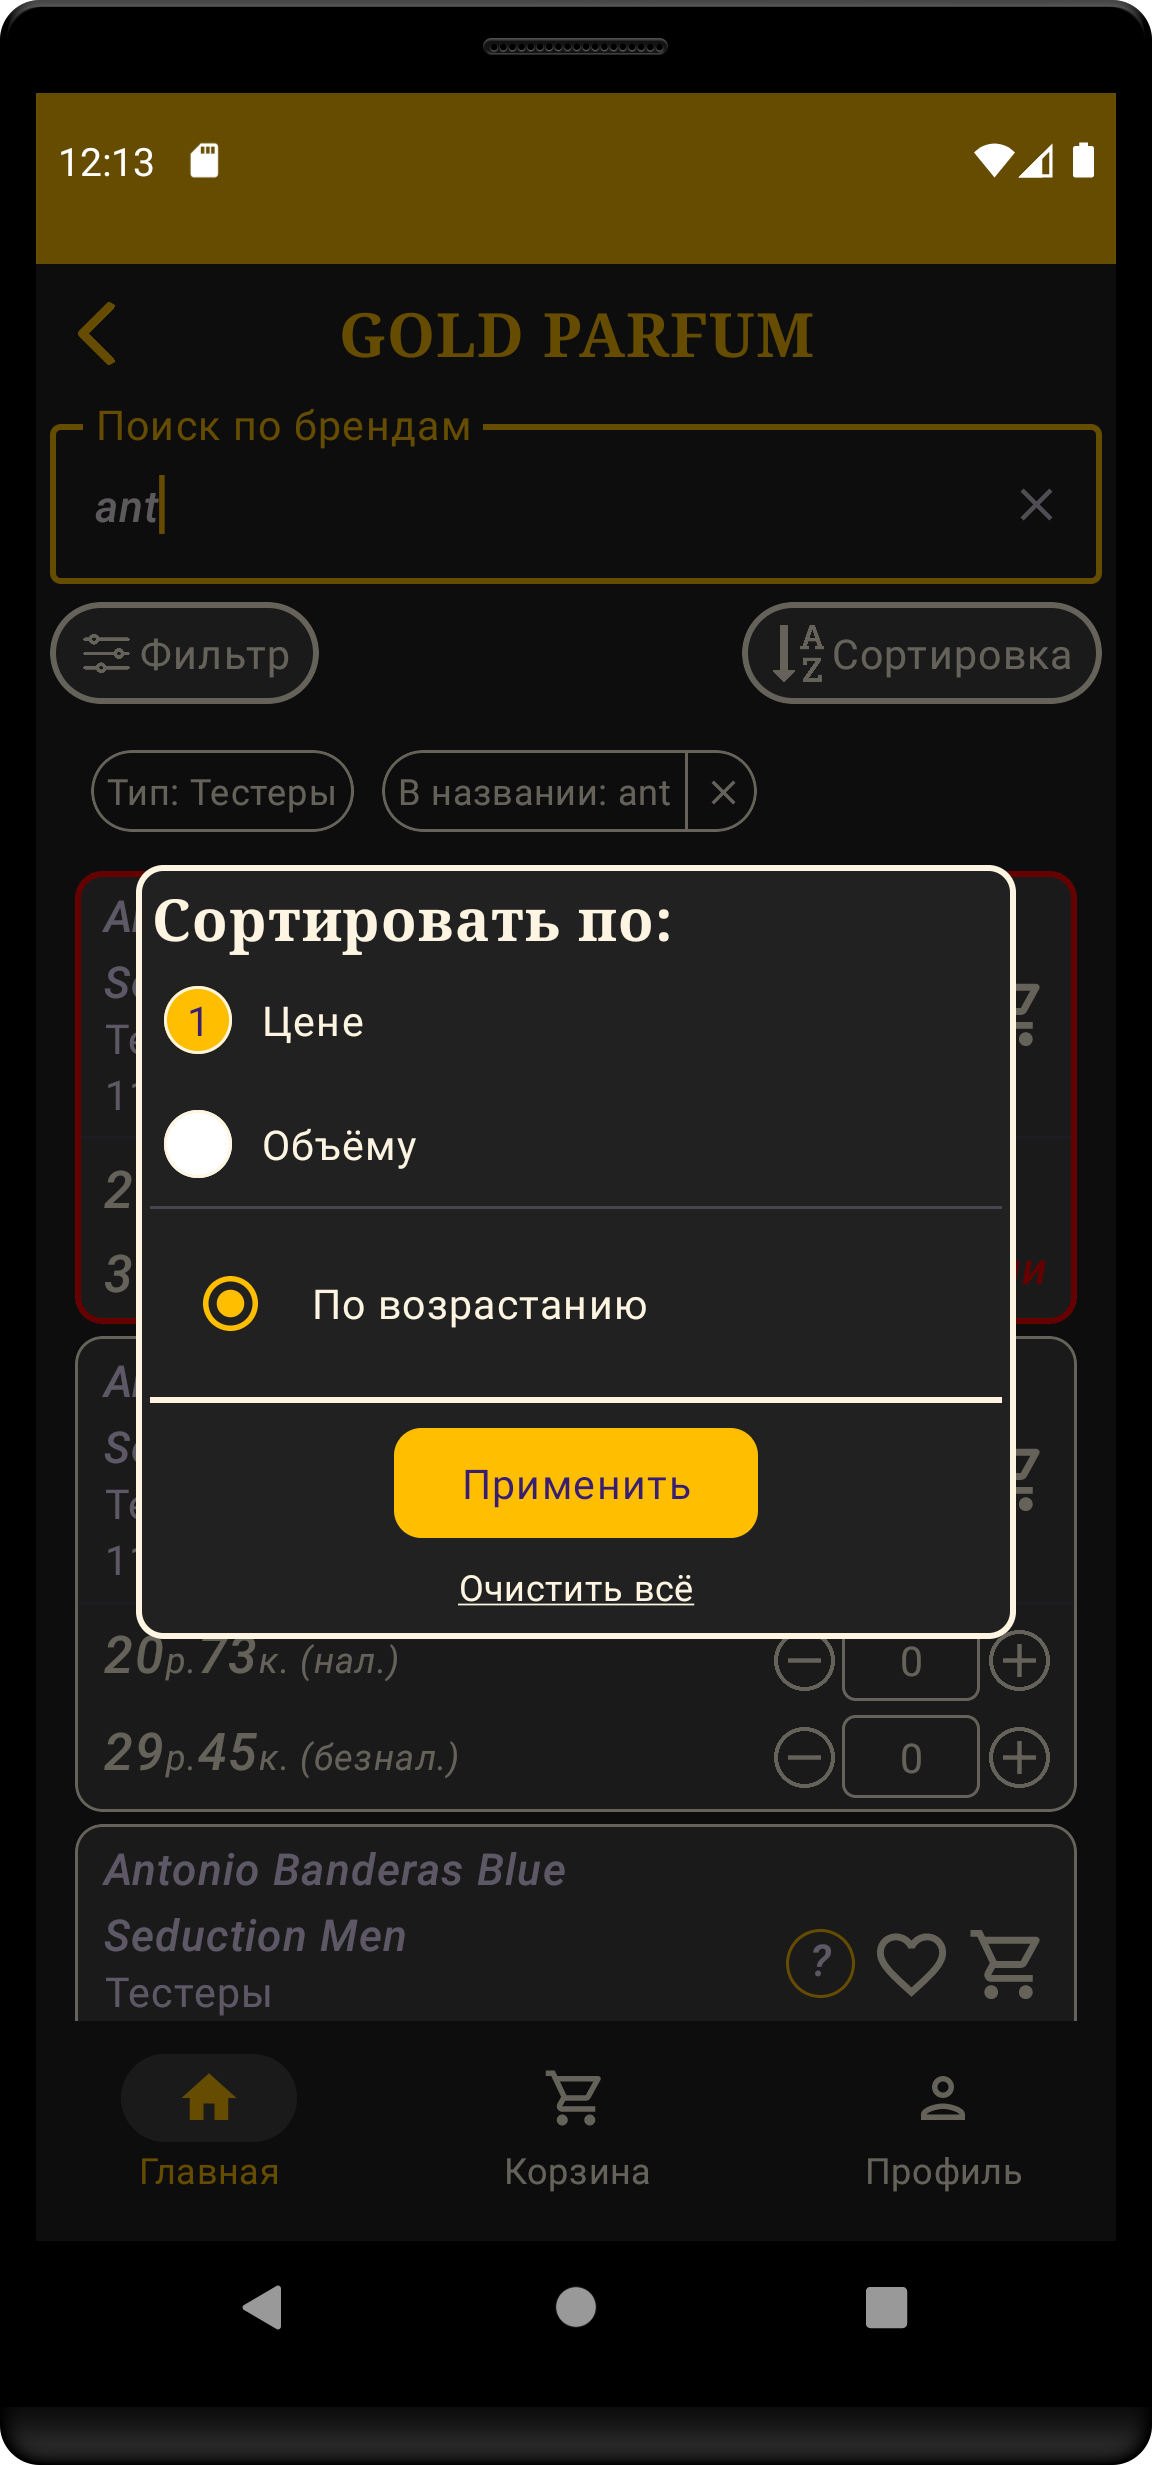 12:13
GOLD PARFUM
Поиск по брендам
ant
Фильтр
Сортировка
Тип: Тестеры
В названии: ant
Сортировать по:
1 Цене
Объёму
По возрастанию
Применить
Очистить всё
20р.73к. (нал.)
0
29р.45к. (безнал.)
0
Antonio Banderas Blue
Seduction Men
?
Тестеры
Главная
Корзина
Профиль